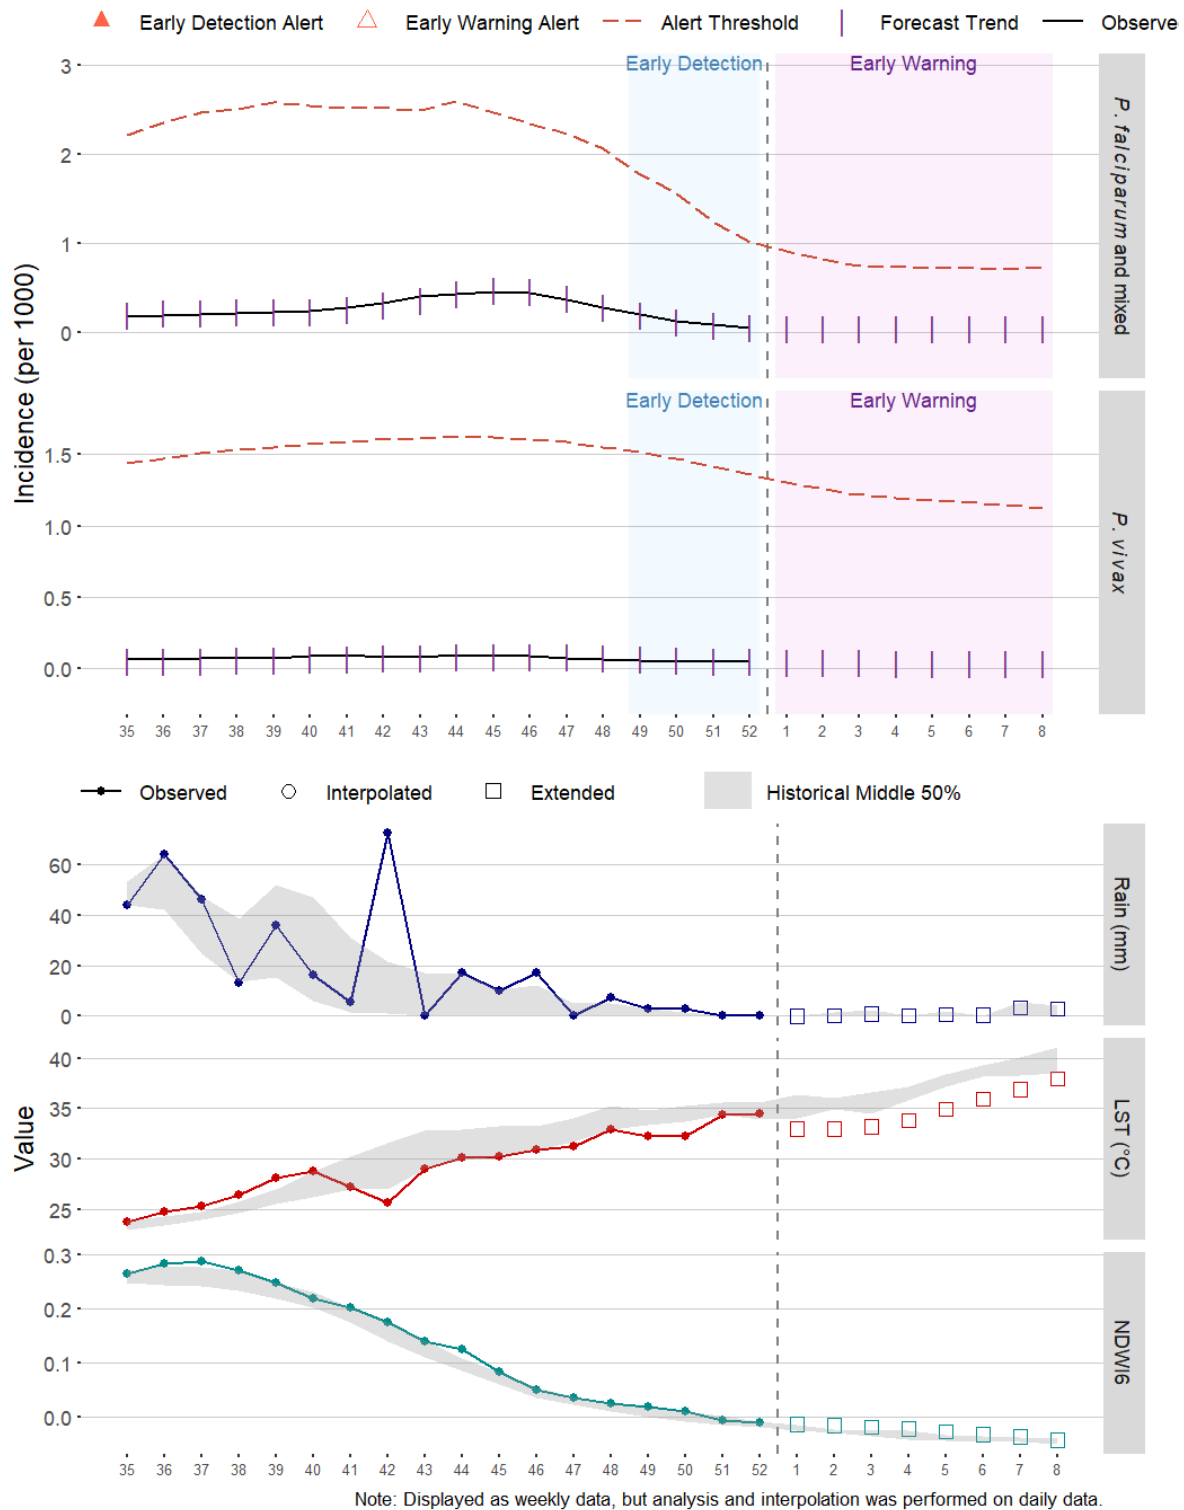 Early Detection Alert Early Warning Alert Alert Threshold Forecast Trend Observe
Early Detection Early Warning
3
2
1
0
P. falciparum and mixed
Incidence (per 1000)
Early Detection Early Warning
1.5
1.0
0.5
0.0
P. vivax
35 36 37 38 39 40 41 42 43 44 45 46 47 48 49 50 51 52 1 2 3 4 5 6 7 8
Observed Interpolated Extended Historical Middle 50%
60
40
20
0
Rain (mm)
Value
40
35
30
25
LST (°C)
0.3
0.2
0.1
0.0
NDWI6
35 36 37 38 39 40 41 42 43 44 45 46 47 48 49 50 51 52 1 2 3 4 5 6 7 8
Note: Displayed as weekly data, but analysis and interpolation was performed on daily data.